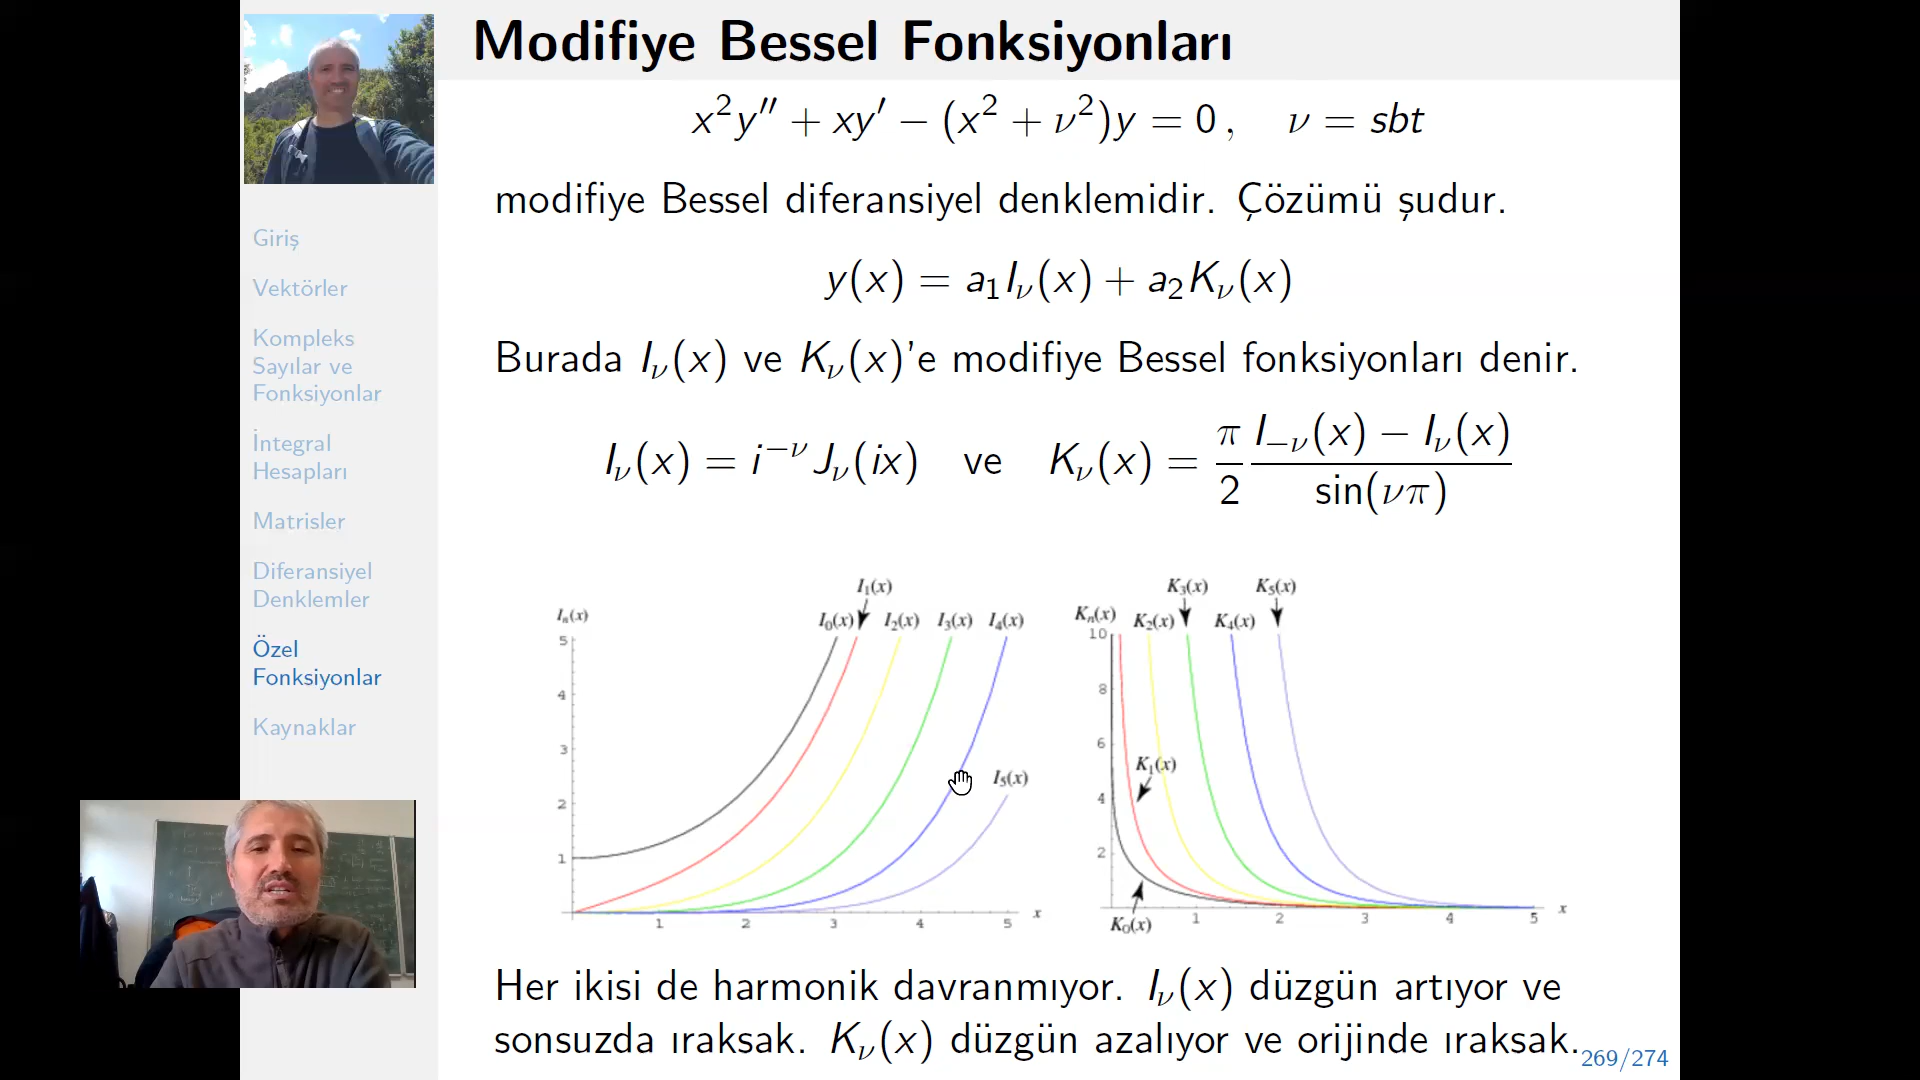 Modifiye Bessel Fonksiyonları
x²y′′ + xy′ − (x² + ν²)y = 0 , ν = sbt
modifiye Bessel diferansiyel denklemidir. Çözümü şudur.
y(x) = a₁I_ν(x) + a₂K_ν(x)
Burada I_ν(x) ve K_ν(x)'e modifiye Bessel fonksiyonları denir.
I_ν(x) = i^{−ν} J_ν(ix) ve K_ν(x) = \frac{π}{2} \frac{I_{−ν}(x) − I_ν(x)}{sin(νπ)}
Giriş
Vektörler
Kompleks
Sayılar ve
Fonksiyonlar
İntegral
Hesapları
Matrisler
Diferansiyel
Denklemler
Özel
Fonksiyonlar
Kaynaklar
I₁(x)
Iₙ(x) I₀(x) I₂(x) I₃(x) I₄(x)
5
4
3
2
1
I₅(x)
1 2 3 4 5 x
K₃(x) K₅(x)
Kₙ(x) K₂(x) K₄(x)
10
8
6
4
2
K₁(x)
K₀(x)
1 2 3 4 5 x
Her ikisi de harmonik davranmıyor. I_ν(x) düzgün artıyor ve
sonsuzda ıraksak. K_ν(x) düzgün azalıyor ve orijinde ıraksak.
269/274